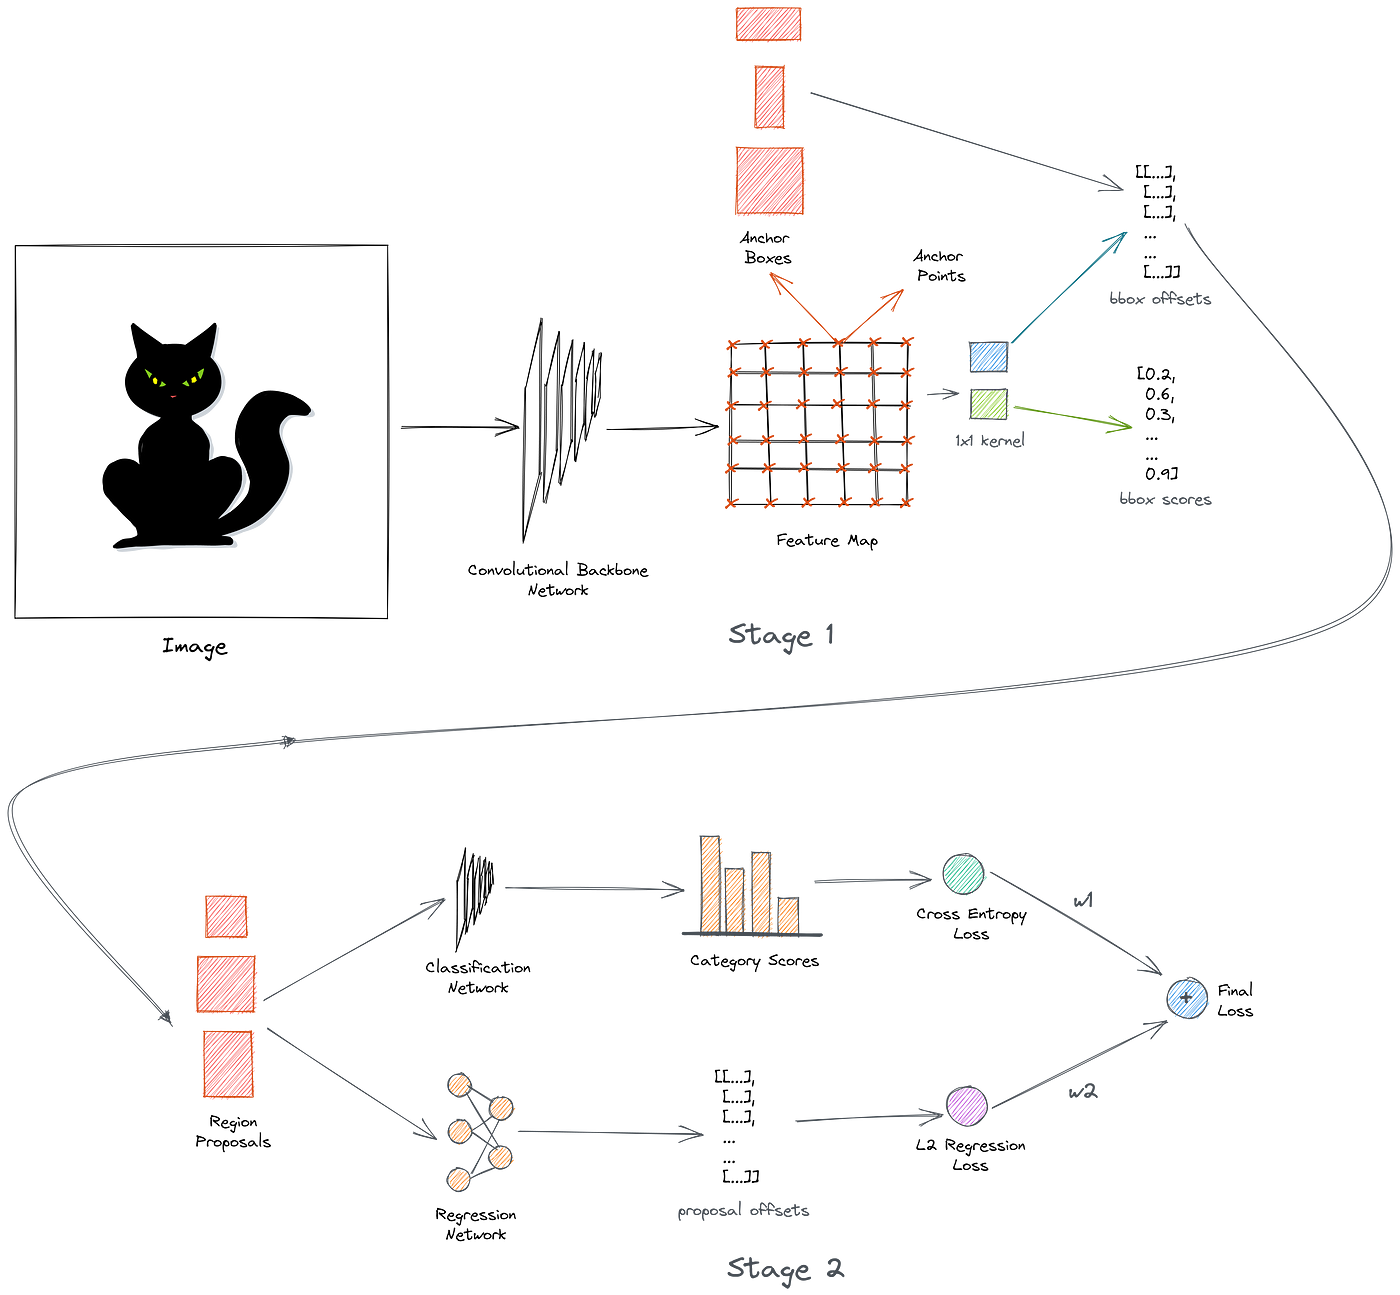 Anchor
Boxes
Anchor
Points
[[...],
[...],
[...],
...
...
[...]]
bbox offsets
1x1 kernel
[0.2,
0.6,
0.3,
...
...
0.9]
bbox scores
Feature Map
Convolutional Backbone
Network
Image
Stage 1
Classification
Network
Category Scores
Cross Entropy
Loss
w1
Final
Loss
+
Region
Proposals
Regression
Network
[[...],
[...],
[...],
...
...
[...]]
proposal offsets
L2 Regression
Loss
w2
Stage 2